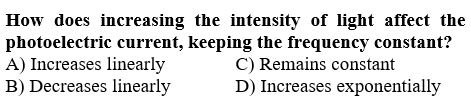 How does increasing the intensity of light affect the
photoelectric current, keeping the frequency constant?
A) Increases linearly C) Remains constant
B) Decreases linearly D) Increases exponentially